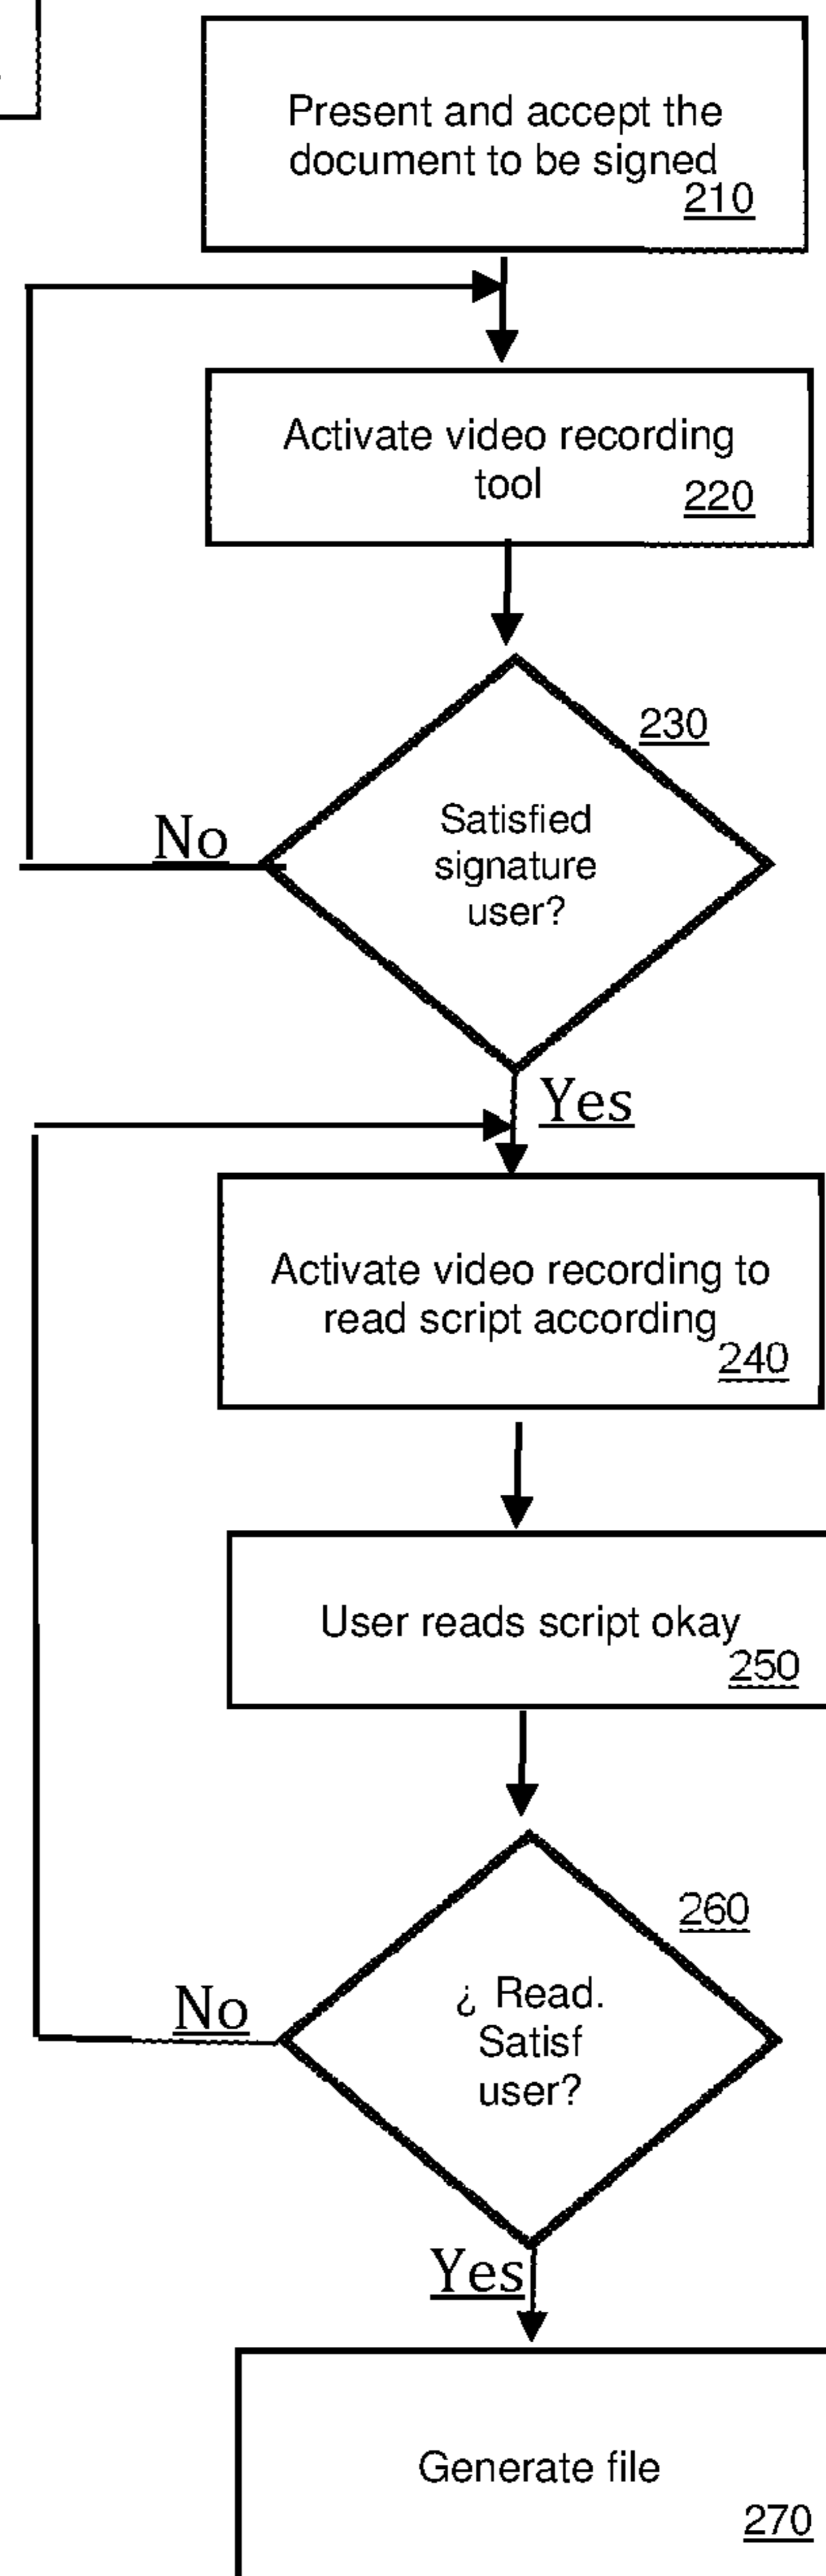 Present and accept the
document to be signed
210
Activate video recording
tool
220
230
Satisfied
signature
user?
No
Yes
Activate video recording to
read script according
240
User reads script okay
250
260
¿ Read.
Satisf
user?
No
Yes
Generate file
270